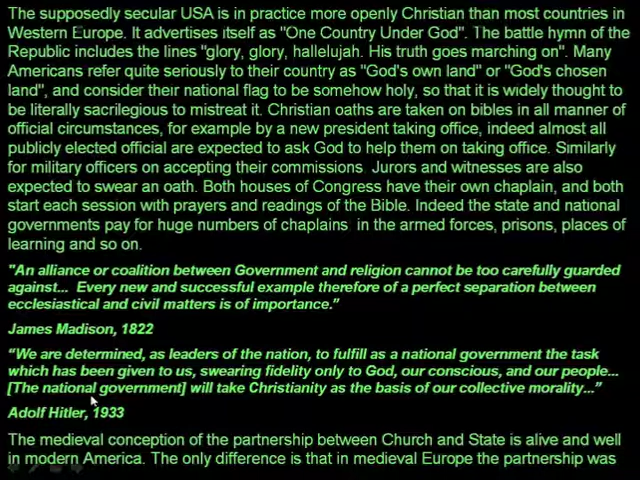 The supposedly secular USA is in practice more openly Christian than most countries in
Western Europe. It advertises itself as "One Country Under God". The battle hymn of the
Republic includes the lines "glory, glory, hallelujah. His truth goes marching on". Many
Americans refer quite seriously to their country as "God's own land" or "God's chosen
land", and consider their national flag to be somehow holy, so that it is widely thought to
be literally sacrilegious to mistreat it. Christian oaths are taken on bibles in all manner of
official circumstances, for example by a new president taking office, indeed almost all
publicly elected official are expected to ask God to help them on taking office. Similarly
for military officers on accepting their commissions. Jurors and witnesses are also
expected to swear an oath. Both houses of Congress have their own chaplain, and both
start each session with prayers and readings of the Bible. Indeed the state and national
governments pay for huge numbers of chaplains in the armed forces, prisons, places of
learning and so on.
"An alliance or coalition between Government and religion cannot be too carefully guarded
against... Every new and successful example therefore of a perfect separation between
ecclesiastical and civil matters is of importance."
James Madison, 1822
"We are determined, as leaders of the nation, to fulfill as a national government the task
which has been given to us, swearing fidelity only to God, our conscious, and our people...
[The national government] will take Christianity as the basis of our collective morality..."
Adolf Hitler, 1933
The medieval conception of the partnership between Church and State is alive and well
in modern America. The only difference is that in medieval Europe the partnership was